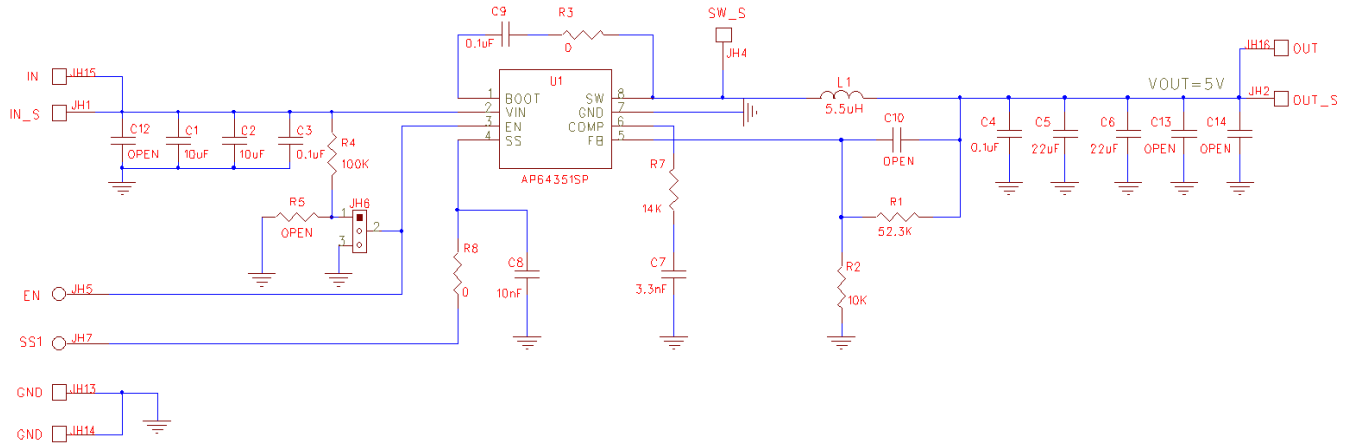 C9
R3
SW_S
0.1uF
0
JH4
JH16
OUT
IN
JH15
U1
L1
VOUT=5V
5.5uH
JH2
OUT_S
IN_S
JH1
1
BOOT
SW
8
2
VIN
GND
7
3
EN
COMP
6
4
SS
FB
5
C12
C1
C2
C3
OPEN
10uF
10uF
0.1uF
R4
100K
C10
OPEN
C4
C5
C6
C13
C14
0.1uF
22uF
22uF
OPEN
OPEN
AP64351SP
R7
14K
R5
OPEN
JH6
1
2
3
R1
52.3K
R8
0
C8
10nF
C7
3.3nF
R2
10K
EN
JH5
SS1
JH7
GND
JH13
GND
JH14